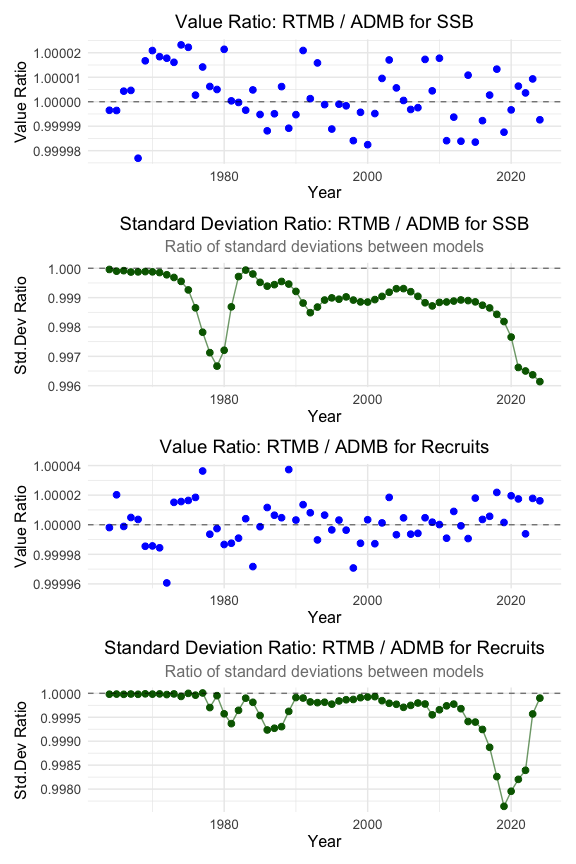 Value Ratio: RTMB / ADMB for SSB
Value Ratio
1.00002
1.00001
1.00000
0.99999
0.99998
1980
2000
2020
Year
Standard Deviation Ratio: RTMB / ADMB for SSB
Ratio of standard deviations between models
Std.Dev Ratio
1.000
0.999
0.998
0.997
0.996
1980
2000
2020
Year
Value Ratio: RTMB / ADMB for Recruits
Value Ratio
1.00004
1.00002
1.00000
0.99998
0.99996
1980
2000
2020
Year
Standard Deviation Ratio: RTMB / ADMB for Recruits
Ratio of standard deviations between models
Std.Dev Ratio
1.0000
0.9995
0.9990
0.9985
0.9980
1980
2000
2020
Year